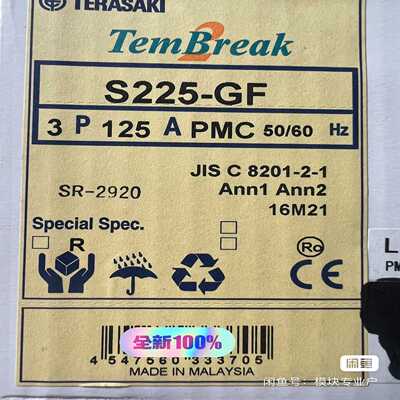 TERASAKI
TemBreak 2
S225-GF
3 P 125 A PMC 50/60 Hz
JIS C 8201-2-1
SR-2920 Ann1 Ann2
16M21
Special Spec.
R
L
PM
CE
全新100%
4 547560 333705
MADE IN MALAYSIA
闲鱼
闲鱼号：模块专业户